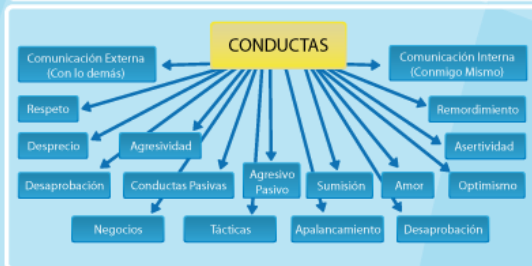 CONDUCTAS
Comunicación Externa
(Con lo demás)
Comunicación Interna
(Conmigo Mismo)
Respeto
Remordimiento
Desprecio
Agresividad
Asertividad
Desaprobación
Conductas Pasivas
Agresivo
Pasivo
Sumisión
Amor
Optimismo
Negocios
Tácticas
Apalancamiento
Desaprobación